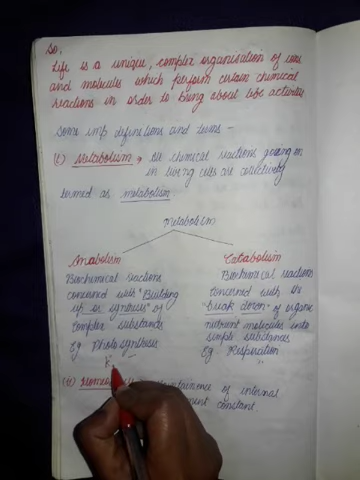 So,
Life is a unique, complex organisation of ions
and molecules which perform certain chemical
reactions in order to bring about life activities
Some imp definitions and terms -
(i) Metabolism → All chemical reactions going on
in living cells are collectively
termed as metabolism
Metabolism
Anabolism
Biochemical reactions
concerned with "Building
up or synthesis" of
complex substances
Eg Photosynthesis
Catabolism
Biochemical reactions
concerned with the
"break down" of organic
nutrient molecules into
simple substances
Eg. Respiration
maintainence of internal
constant.